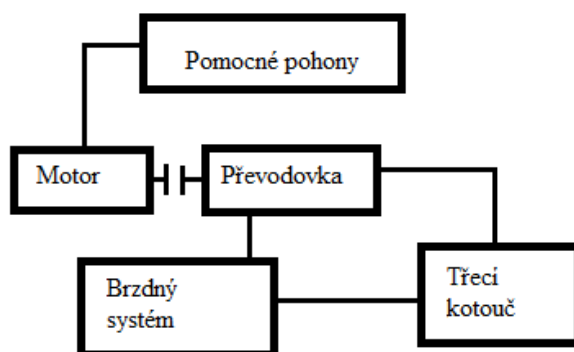 Pomocné pohony
Motor
Převodovka
Brzdný
systém
Třecí
kotouč